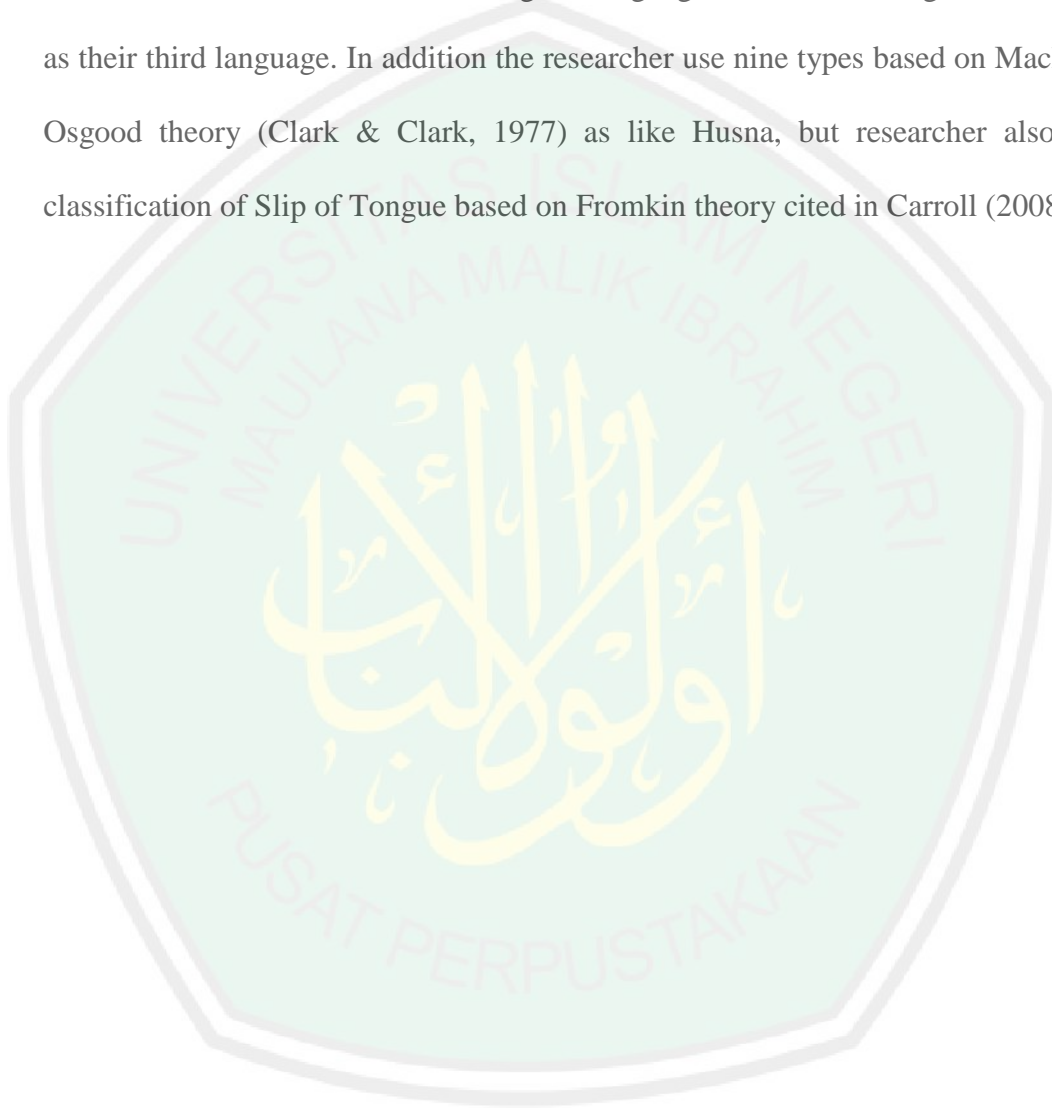 as their third language. In addition the researcher use nine types based on Mac
Osgood theory (Clark & Clark, 1977) as like Husna, but researcher also
classification of Slip of Tongue based on Fromkin theory cited in Carroll (2008
UNIVERSITAS ISLAM NEGERI
MAULANA MALIK IBRAHIM
أولوا الألباب
PUSAT PERPUSTAKAAN